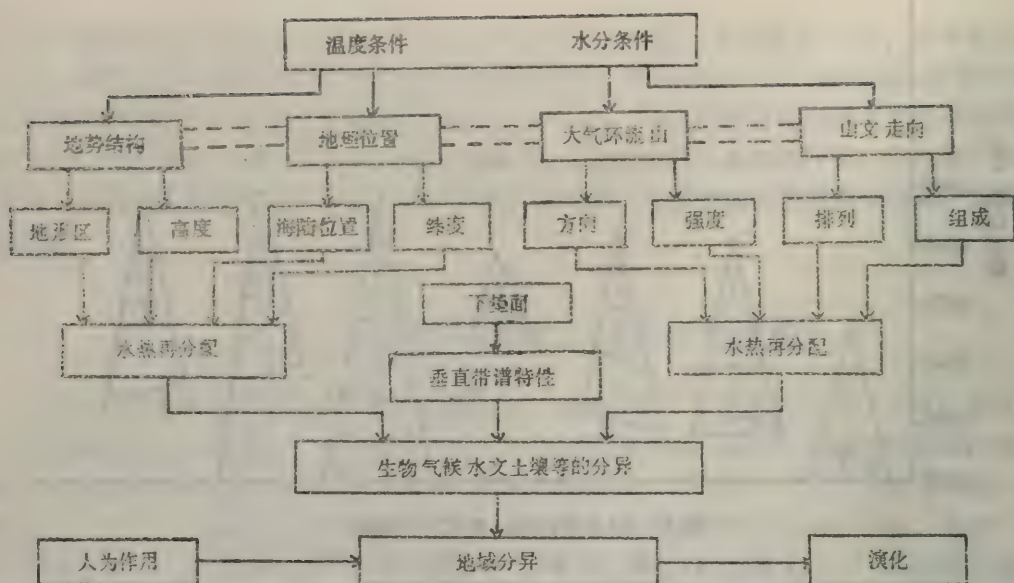 温度条件 水分条件
地势结构 地理位置 大气环流 山文走向
地形区 高度 海陆位置 纬度 方向 强度 排列 组成
下垫面
水热再分配 水热再分配
垂直带谱特性
生物气候水文土壤等的分异
人为作用 地域分异 演化